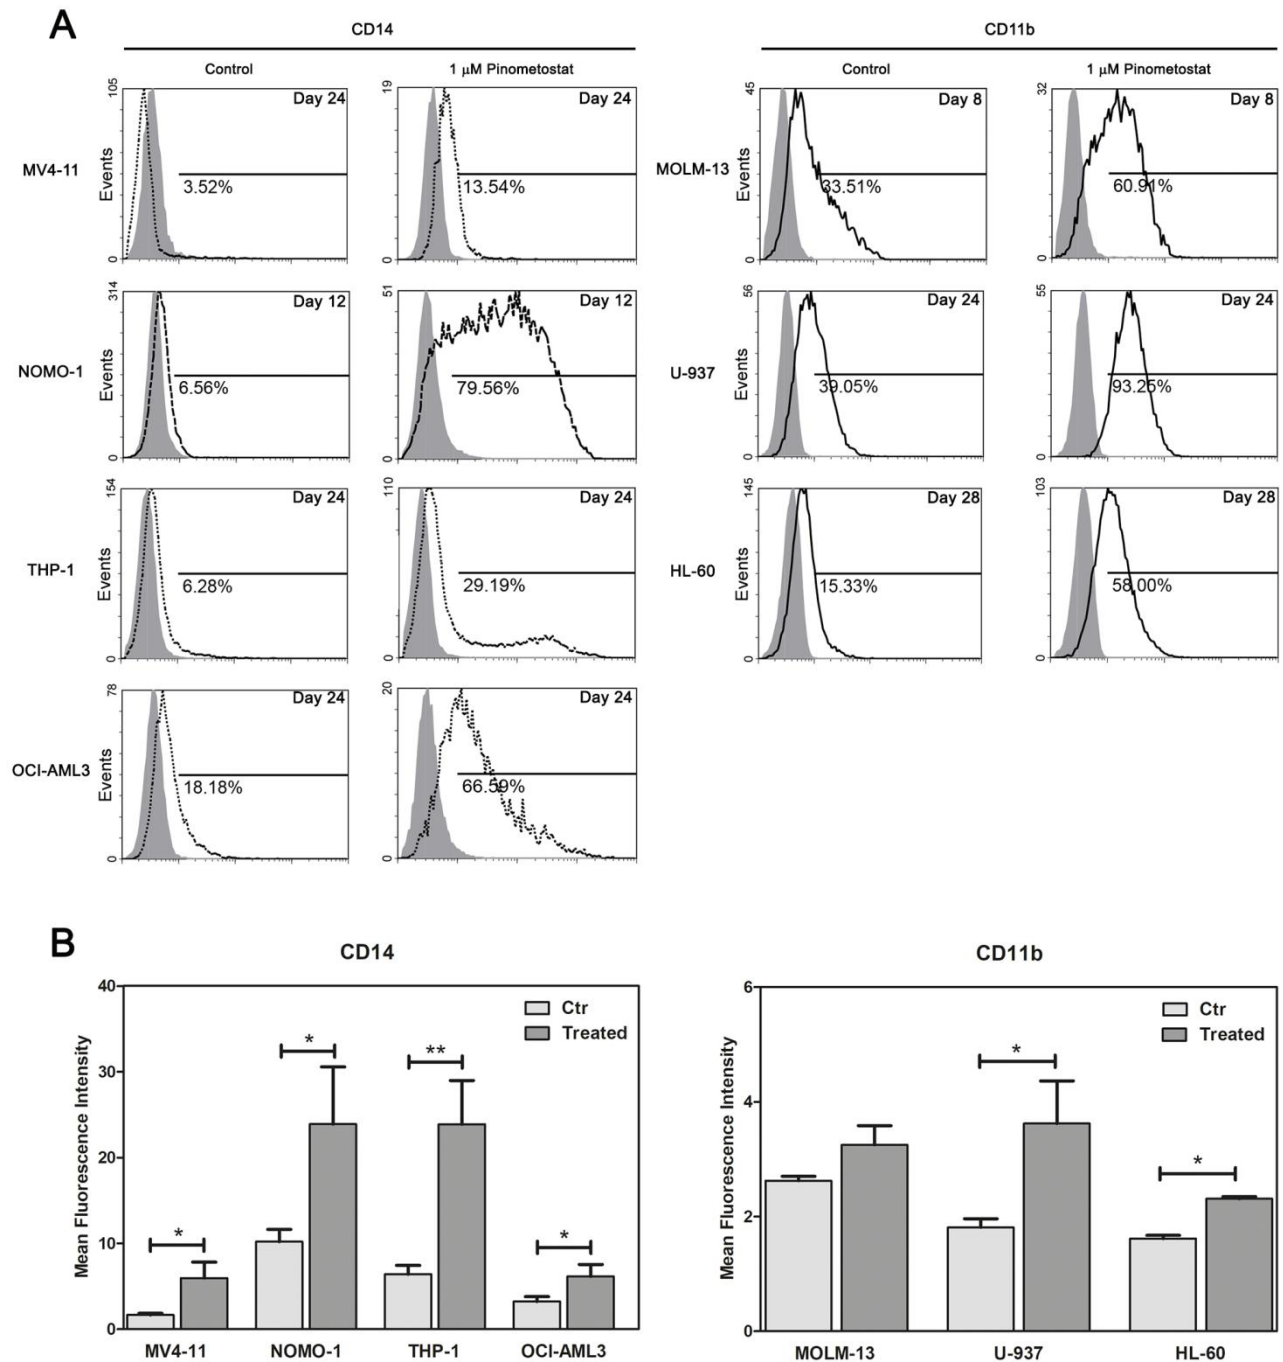 A
CD14
CD11b
Control
1 μM Pinometostat
Control
1 μM Pinometostat
MV4-11
Events
105
0
Day 24
3.52%
19
0
Day 24
13.54%
MOLM-13
Events
45
0
Day 8
33.51%
32
0
Day 8
60.91%
NOMO-1
Events
314
0
Day 12
6.56%
51
0
Day 12
79.56%
U-937
Events
56
0
Day 24
39.05%
55
0
Day 24
93.25%
THP-1
Events
154
0
Day 24
6.28%
110
0
Day 24
29.19%
HL-60
Events
145
0
Day 28
15.33%
103
0
Day 28
58.00%
OCI-AML3
Events
78
0
Day 24
18.18%
20
0
Day 24
66.59%
B
CD14
Mean Fluorescence Intensity
40
30
20
10
0
Ctr
Treated
*
*
**
*
MV4-11 NOMO-1 THP-1 OCI-AML3
CD11b
Mean Fluorescence Intensity
6
4
2
0
Ctr
Treated
*
*
MOLM-13 U-937 HL-60